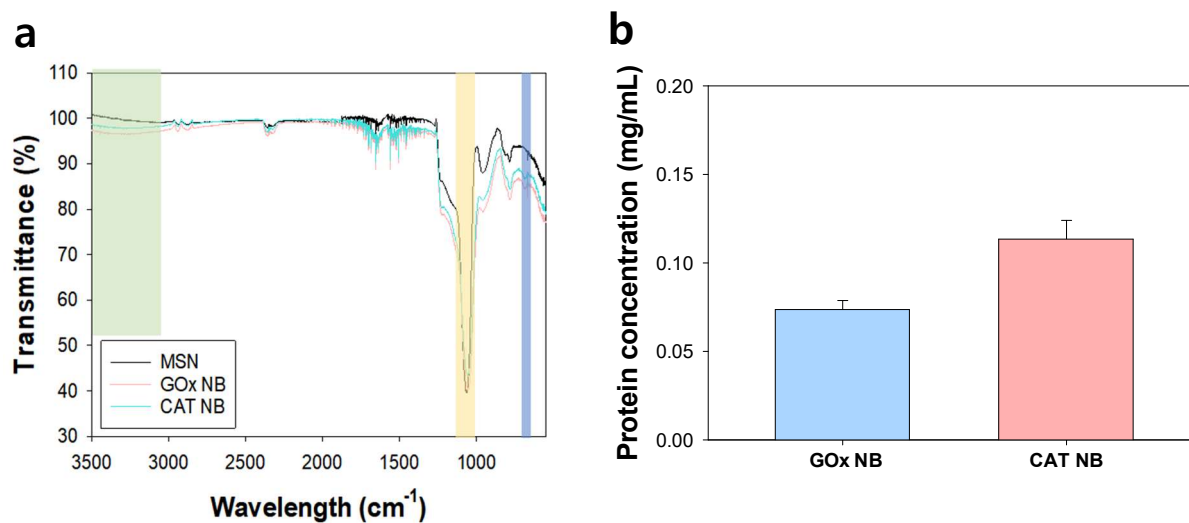 a
110
100
90
80
70
60
50
40
30
Transmittance (%)
MSN
GOx NB
CAT NB
3500 3000 2500 2000 1500 1000
Wavelength (cm-1)
b
0.20
0.15
0.10
0.05
0.00
Protein concentration (mg/mL)
GOx NB CAT NB